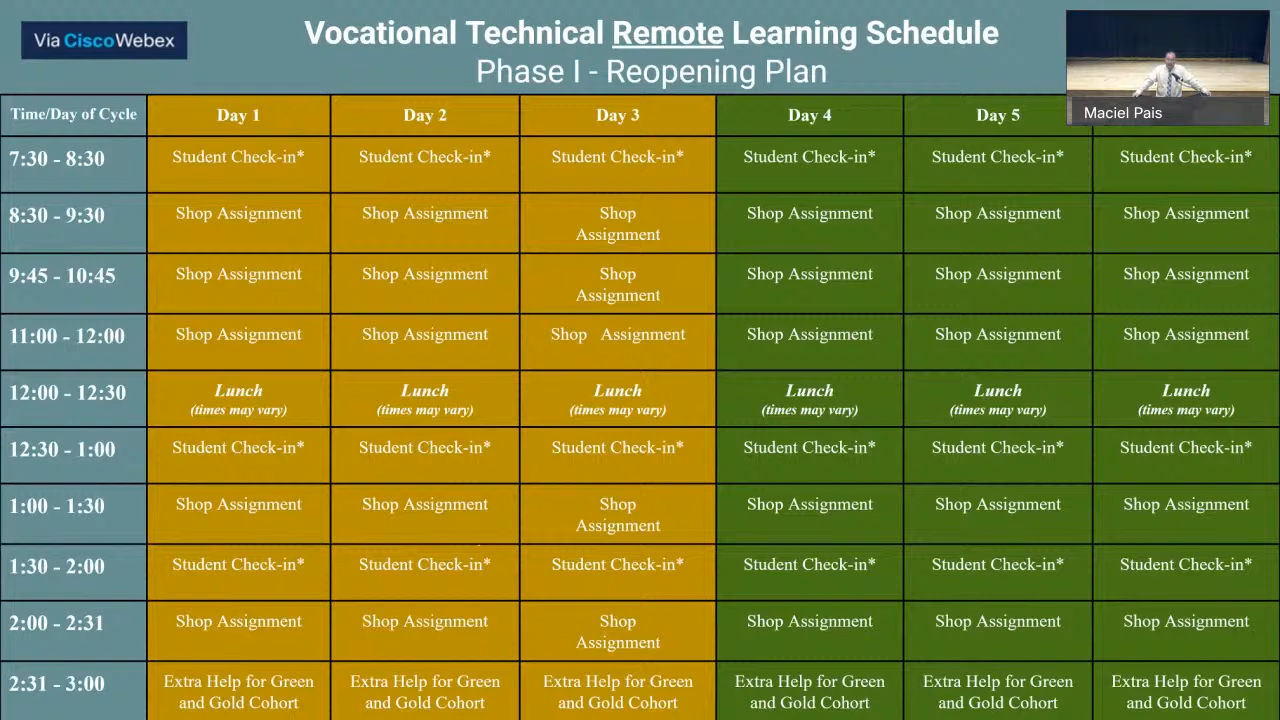 Via Cisco Webex
Vocational Technical Remote Learning Schedule
Phase I - Reopening Plan
Maciel Pais
Time/Day of Cycle Day 1 Day 2 Day 3 Day 4 Day 5
7:30 - 8:30 Student Check-in* Student Check-in* Student Check-in* Student Check-in* Student Check-in* Student Check-in*
8:30 - 9:30 Shop Assignment Shop Assignment Shop Shop Assignment Shop Assignment Shop Assignment
Assignment
9:45 - 10:45 Shop Assignment Shop Assignment Shop Shop Assignment Shop Assignment Shop Assignment
Assignment
11:00 - 12:00 Shop Assignment Shop Assignment Shop Assignment Shop Assignment Shop Assignment Shop Assignment
12:00 - 12:30 Lunch Lunch Lunch Lunch Lunch Lunch
(times may vary) (times may vary) (times may vary) (times may vary) (times may vary) (times may vary)
12:30 - 1:00 Student Check-in* Student Check-in* Student Check-in* Student Check-in* Student Check-in* Student Check-in*
1:00 - 1:30 Shop Assignment Shop Assignment Shop Shop Assignment Shop Assignment Shop Assignment
Assignment
1:30 - 2:00 Student Check-in* Student Check-in* Student Check-in* Student Check-in* Student Check-in* Student Check-in*
2:00 - 2:31 Shop Assignment Shop Assignment Shop Shop Assignment Shop Assignment Shop Assignment
Assignment
2:31 - 3:00 Extra Help for Green Extra Help for Green Extra Help for Green Extra Help for Green Extra Help for Green Extra Help for Green
and Gold Cohort and Gold Cohort and Gold Cohort and Gold Cohort and Gold Cohort and Gold Cohort